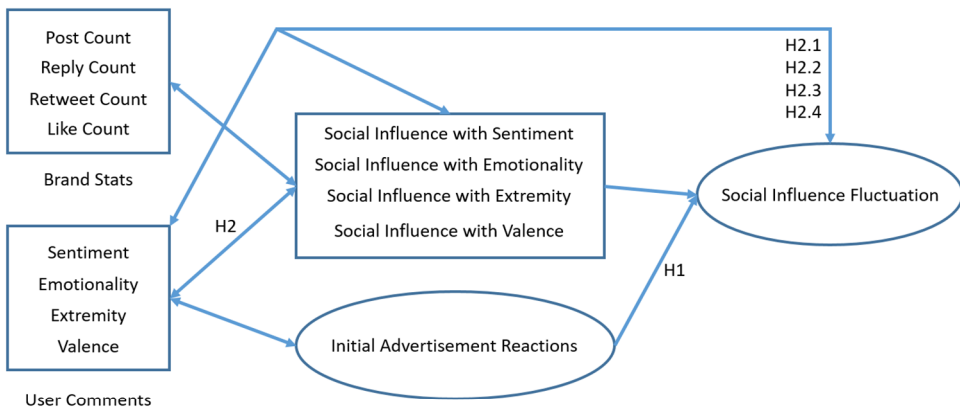 Post Count
Reply Count
Retweet Count
Like Count
Brand Stats
Sentiment
Emotionality
Extremity
Valence
User Comments
H2
Social Influence with Sentiment
Social Influence with Emotionality
Social Influence with Extremity
Social Influence with Valence
Initial Advertisement Reactions
H1
H2.1
H2.2
H2.3
H2.4
Social Influence Fluctuation